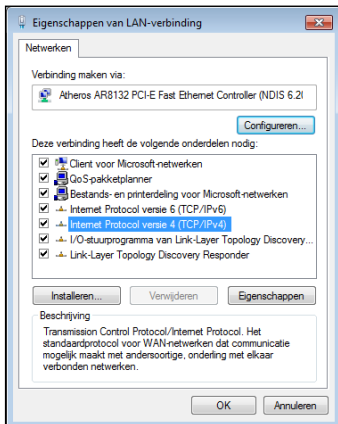 Eigenschappen van LAN-verbinding
Netwerken
Verbinding maken via:
Atheros AR8132 PCI-E Fast Ethernet Controller (NDIS 6.2(
Configureren...
Deze verbinding heeft de volgende onderdelen nodig:
Client voor Microsoft-netwerken
QoS-pakketplanner
Bestands- en printerdeling voor Microsoft-netwerken
Internet Protocol versie 6 (TCP/IPv6)
Internet Protocol versie 4 (TCP/IPv4)
I/O-stuurprogramma van Link-Layer Topology Discovery...
Link-Layer Topology Discovery Responder
Installeren... Verwijderen Eigenschappen
Beschrijving
Transmission Control Protocol/Internet Protocol. Het
standaardprotocol voor WAN-netwerken dat communicatie
mogelijk maakt met andersoortige, onderling met elkaar
verbonden netwerken.
OK Annuleren